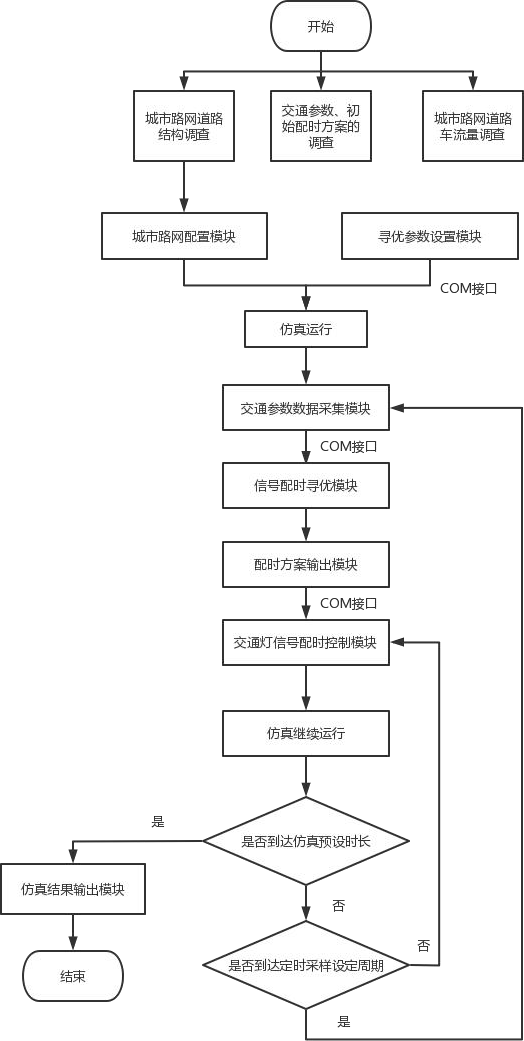 开始
城市路网道路
结构调查
交通参数、初
始配时方案的
调查
城市路网道路
车流量调查
城市路网配置模块
寻优参数设置模块
COM接口
仿真运行
交通参数数据采集模块
COM接口
信号配时寻优模块
配时方案输出模块
COM接口
交通灯信号配时控制模块
仿真继续运行
是
是否到达仿真预设时长
仿真结果输出模块
否
否
是否到达定时采样设定周期
结束
是